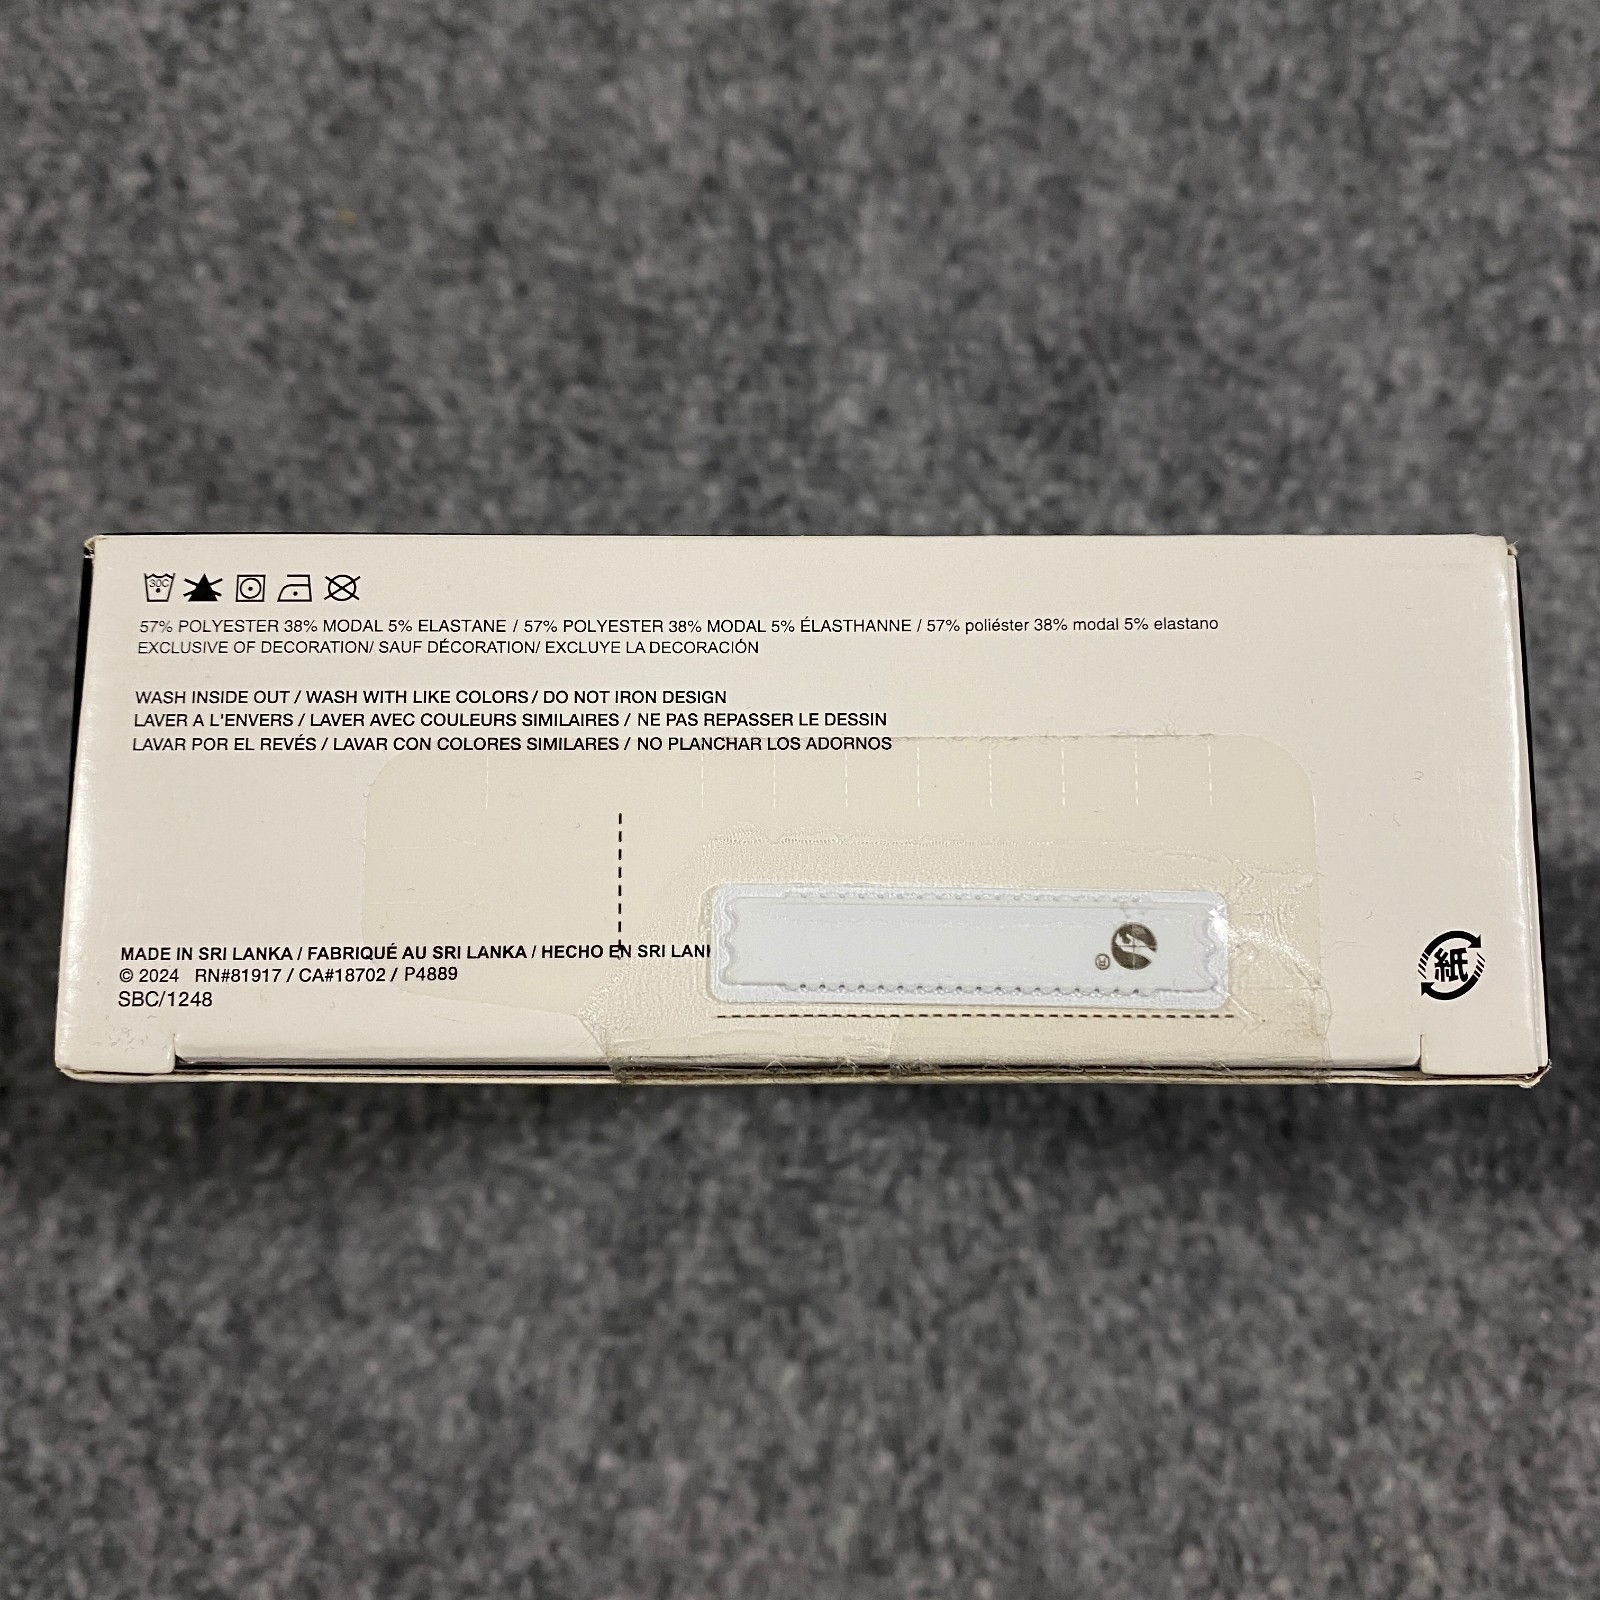 30C
57% POLYESTER 38% MODAL 5% ELASTANE / 57% POLYESTER 38% MODAL 5% ÉLASTHANNE / 57% poliéster 38% modal 5% elastano
EXCLUSIVE OF DECORATION/ SAUF DÉCORATION/ EXCLUYE LA DECORACIÓN
WASH INSIDE OUT / WASH WITH LIKE COLORS / DO NOT IRON DESIGN
LAVER A L'ENVERS / LAVER AVEC COULEURS SIMILAIRES / NE PAS REPASSER LE DESSIN
LAVAR POR EL REVÉS / LAVAR CON COLORES SIMILARES / NO PLANCHAR LOS ADORNOS
MADE IN SRI LANKA / FABRIQUÉ AU SRI LANKA / HECHO EN SRI
© 2024 RN#81917 / CA#18702 / P4889
SBC/1248
®
紙